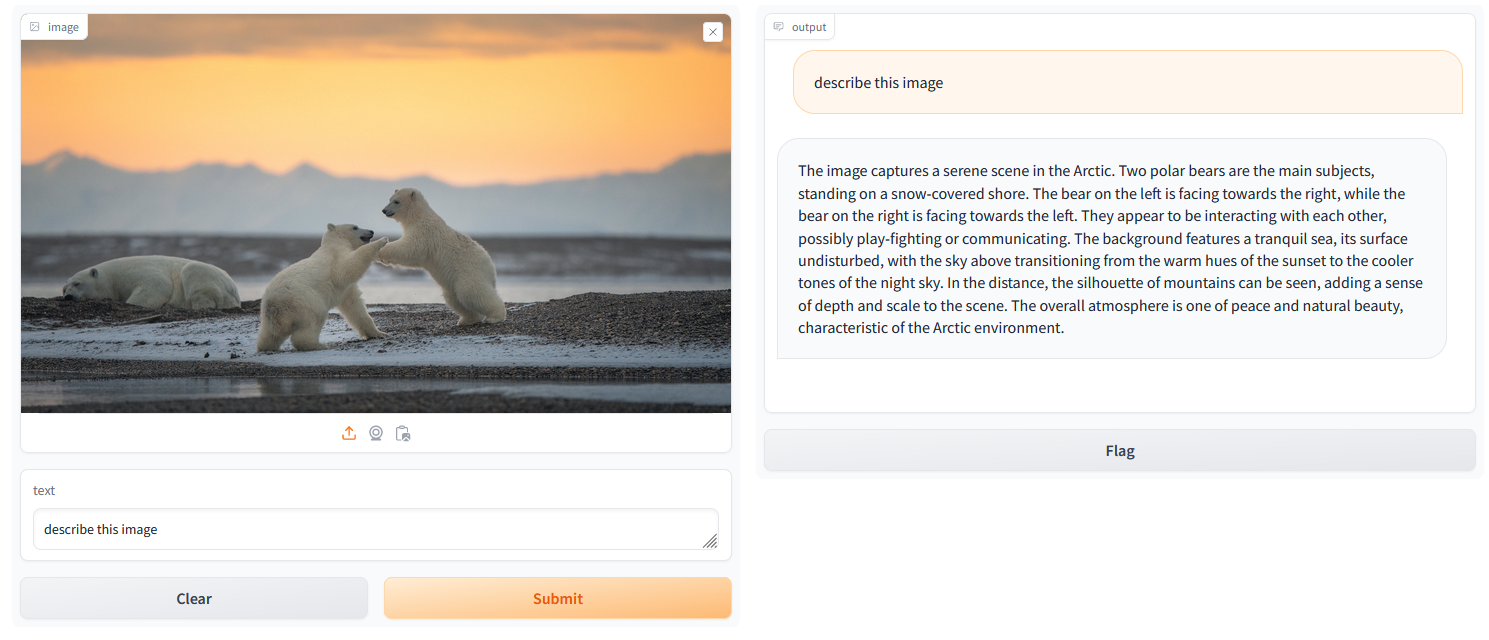 image
text
describe this image
Clear
Submit
output
describe this image
The image captures a serene scene in the Arctic. Two polar bears are the main subjects,
standing on a snow-covered shore. The bear on the left is facing towards the right, while the
bear on the right is facing towards the left. They appear to be interacting with each other,
possibly play-fighting or communicating. The background features a tranquil sea, its surface
undisturbed, with the sky above transitioning from the warm hues of the sunset to the cooler
tones of the night sky. In the distance, the silhouette of mountains can be seen, adding a sense
of depth and scale to the scene. The overall atmosphere is one of peace and natural beauty,
characteristic of the Arctic environment.
Flag